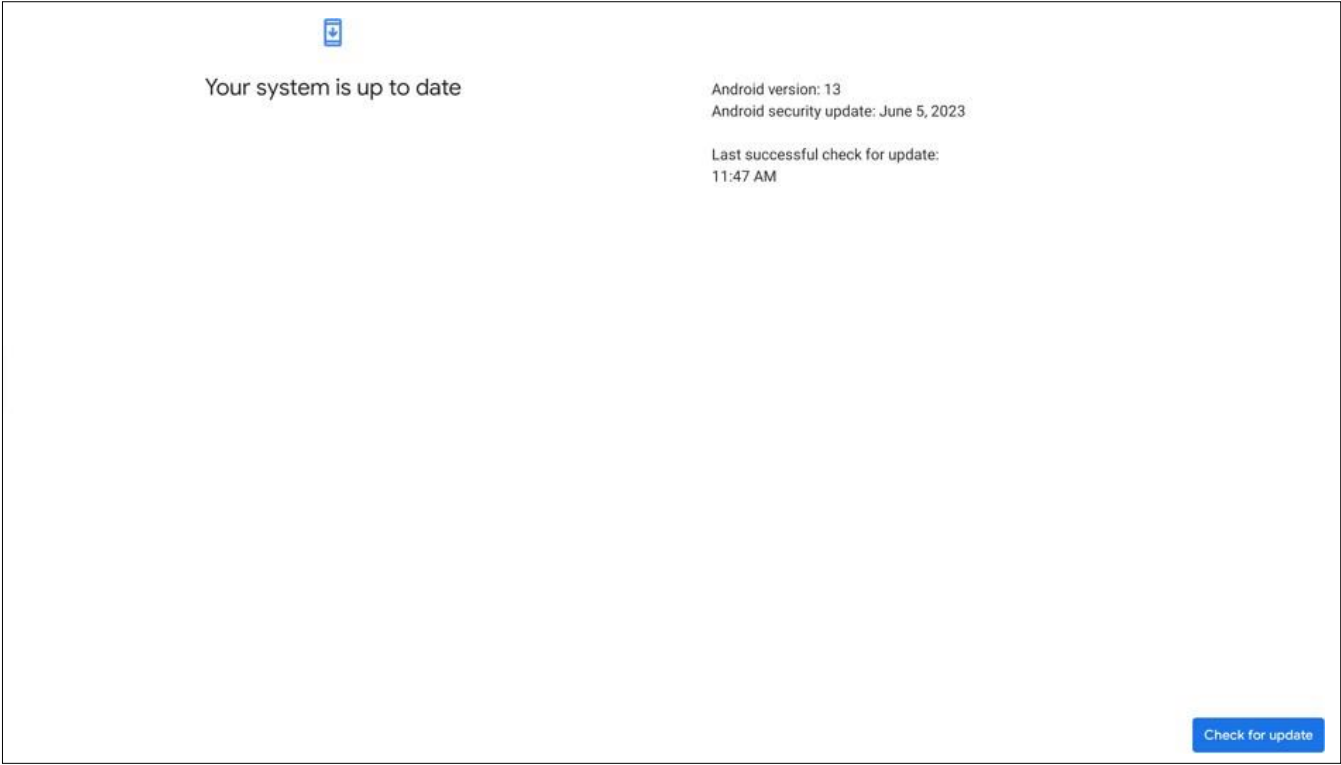 Your system is up to date
Android version: 13
Android security update: June 5, 2023
Last successful check for update:
11:47 AM
Check for update